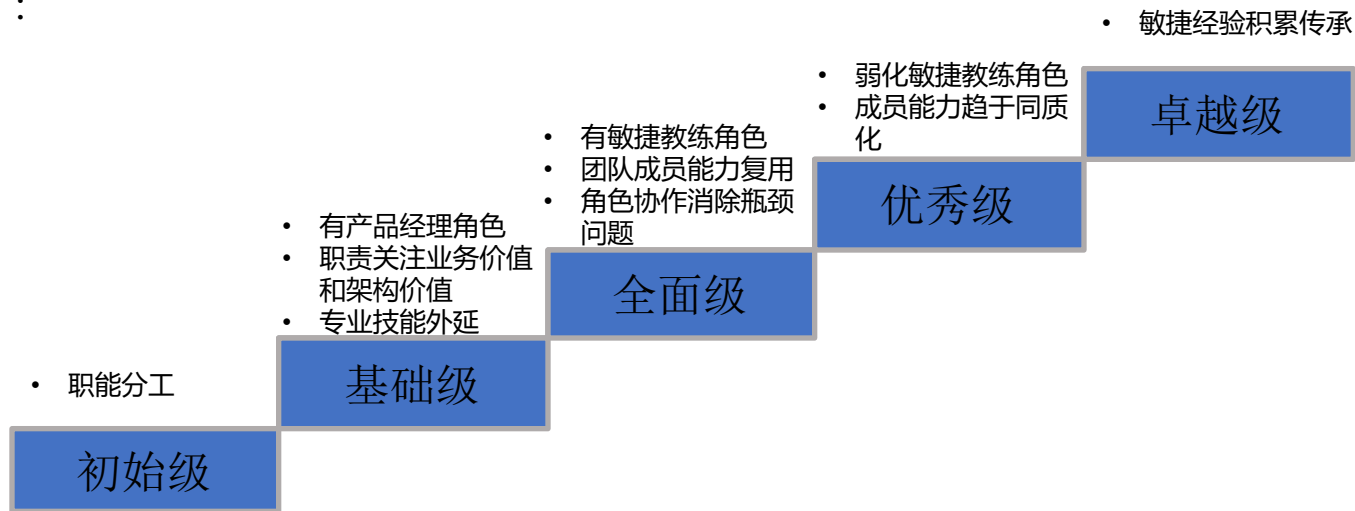 • 敏捷经验积累传承
卓越级
• 弱化敏捷教练角色
• 成员能力趋于同质
化
优秀级
• 有敏捷教练角色
• 团队成员能力复用
• 角色协作消除瓶颈
问题
全面级
• 有产品经理角色
• 职责关注业务价值
和架构价值
• 专业技能外延
基础级
• 职能分工
初始级